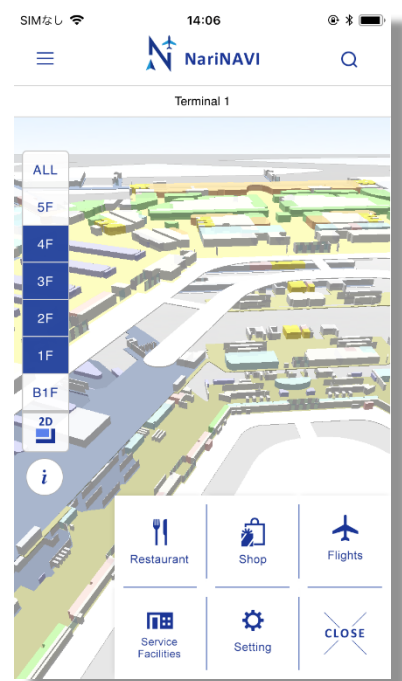 SIMなし 14:06
NariNAVI
Terminal 1
ALL
5F
4F
3F
2F
1F
B1F
2D
i
Restaurant
Shop
Flights
Service
Facilities
Setting
CLOSE